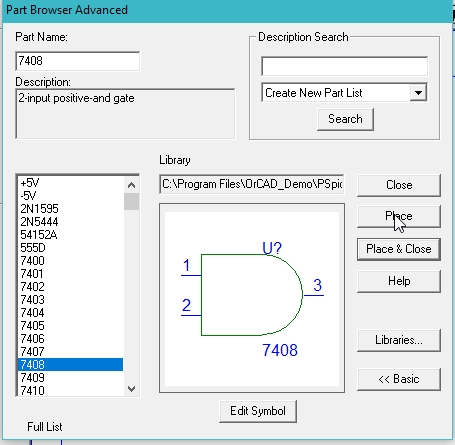 Part Browser Advanced
Part Name:
7408
Description:
2-input positive-and gate
Description Search
Create New Part List
Search
+5V
-5V
2N1595
2N5444
54152A
555D
7400
7401
7402
7403
7404
7405
7406
7407
7408
7409
7410
Full List
Library
C:\Program Files\OrCAD_Demo\PSpic
U?
1
2
3
7408
Edit Symbol
Close
Place
Place & Close
Help
Libraries...
<< Basic